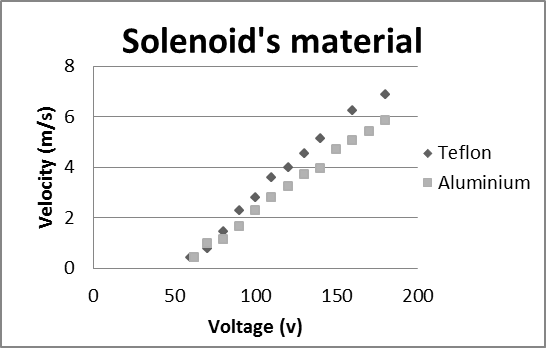 Solenoid's material
Velocity (m/s)
8
6
4
2
0
0 50 100 150 200
Voltage (v)
Teflon
Aluminium